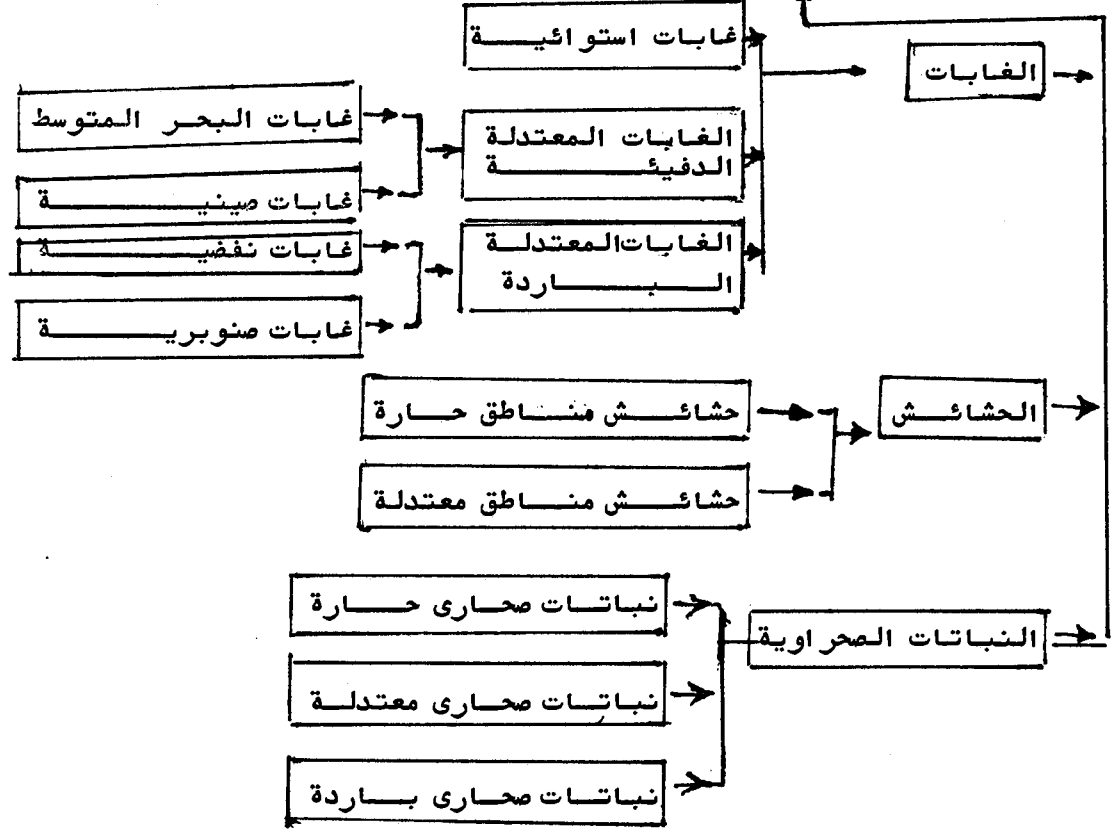 الغابات
غابات استوائية
الغابات المعتدلة
الدفيئة
غابات البحر المتوسط
غابات صينية
الغابات المعتدلة
الباردة
غابات نفضية
غابات صنوبرية
الحشائش
حشائش مناطق حارة
حشائش مناطق معتدلة
النباتات الصحراوية
نباتات صحارى حارة
نباتات صحارى معتدلة
نباتات صحارى باردة